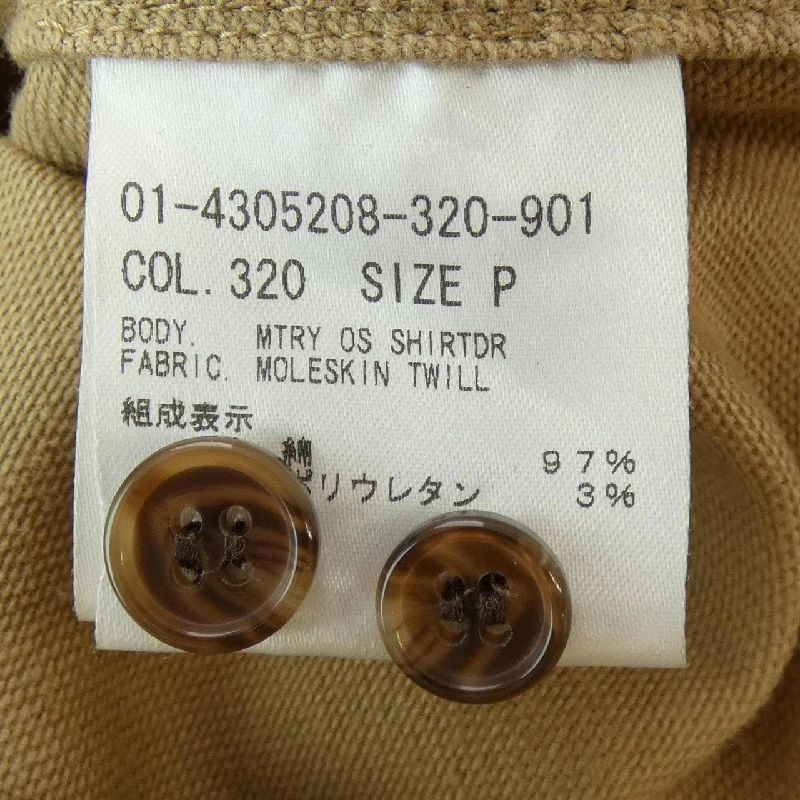 01-4305208-320-901
COL. 320 SIZE P
BODY. MTRY OS SHIRTDR
FABRIC. MOLESKIN TWILL
組成表示
綿 97%
ポリウレタン 3%